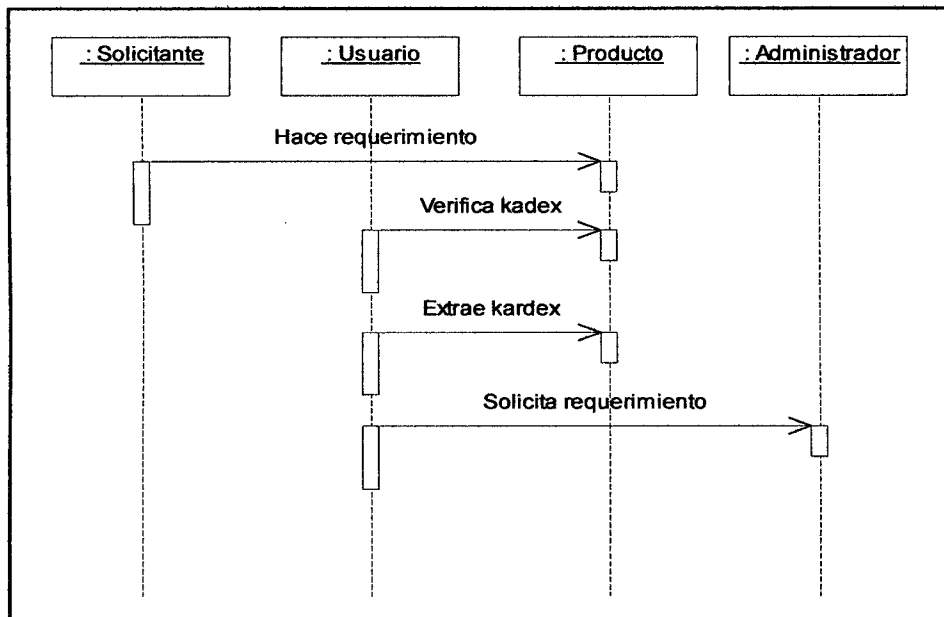 : Solicitante
: Usuario
: Producto
: Administrador
Hace requerimiento
Verifica kadex
Extrae kardex
Solicita requerimiento